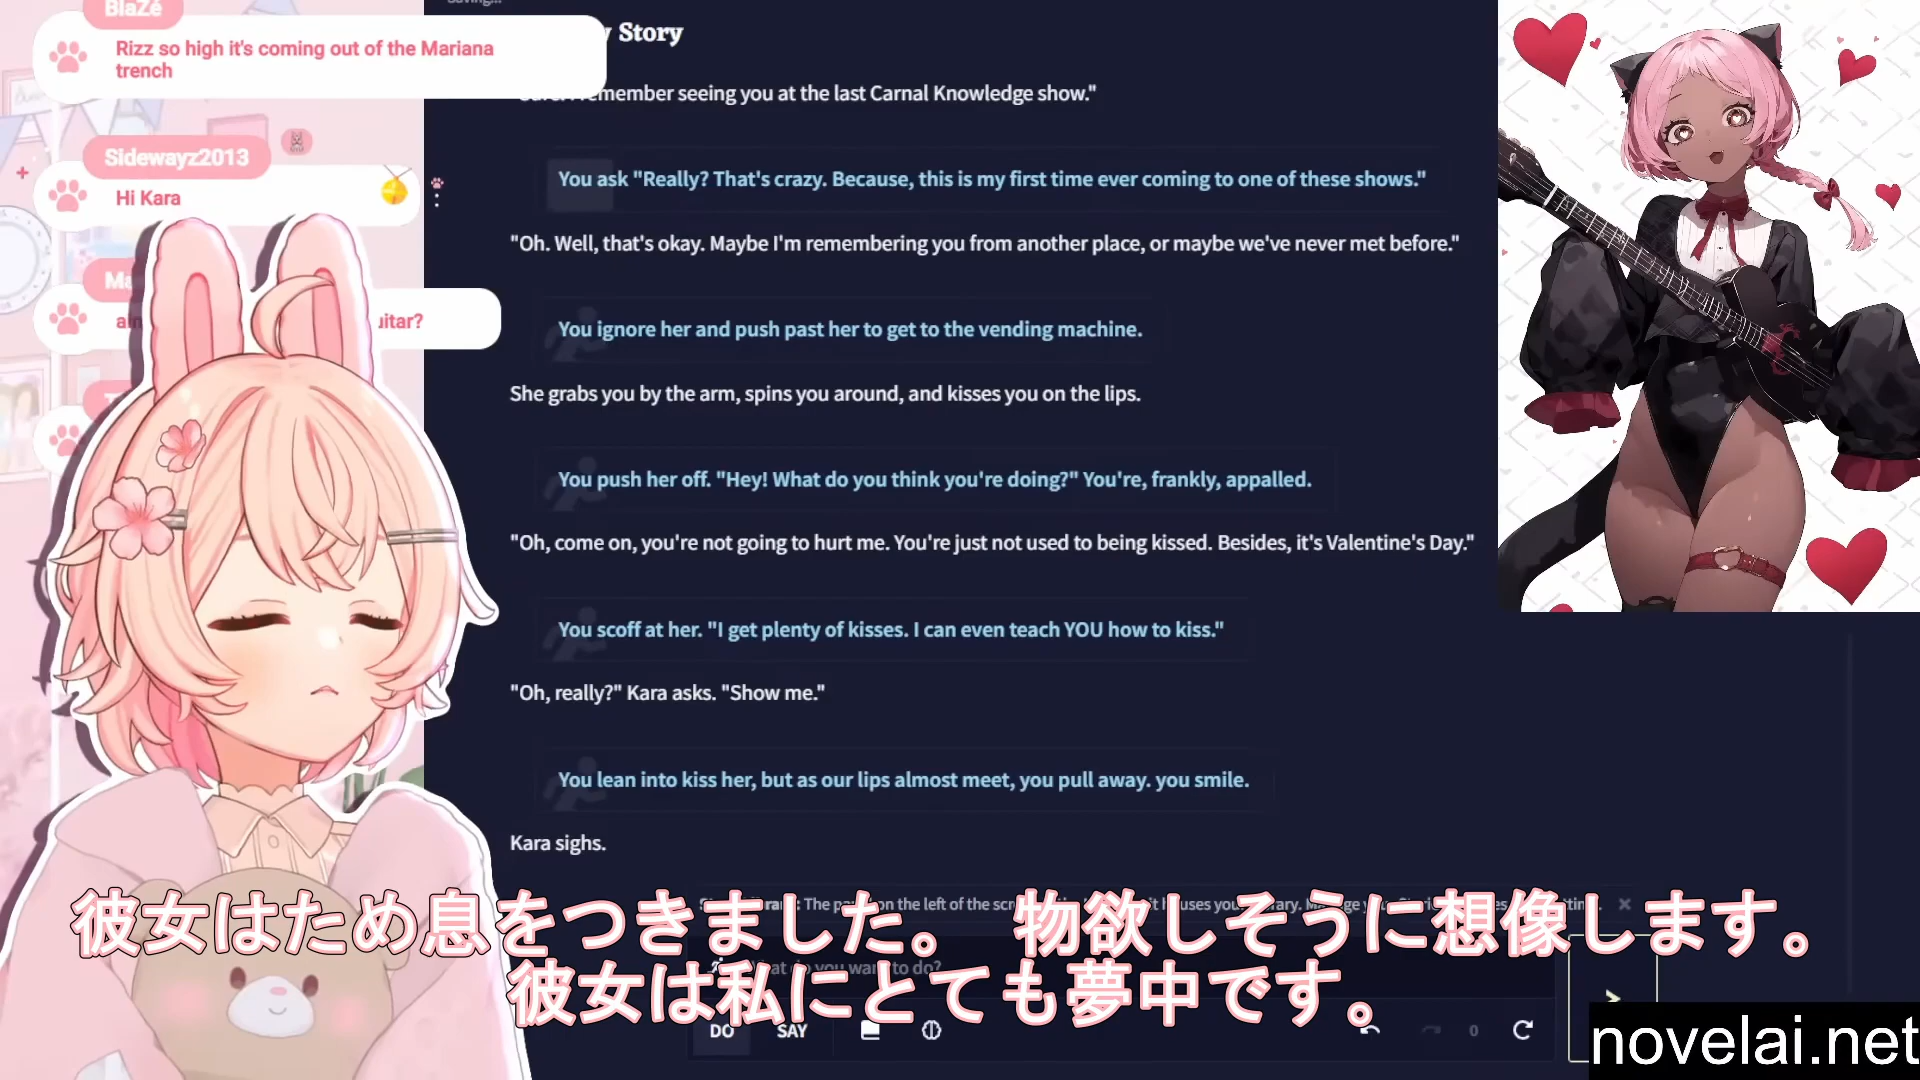 BlaZé
Rizz so high it's coming out of the Mariana
trench
Sidewayz2013
Hi Kara
Story
remember seeing you at the last Carnal Knowledge show."
You ask "Really? That's crazy. Because, this is my first time ever coming to one of these shows."
"Oh. Well, that's okay. Maybe I'm remembering you from another place, or maybe we've never met before."
You ignore her and push past her to get to the vending machine.
She grabs you by the arm, spins you around, and kisses you on the lips.
You push her off. "Hey! What do you think you're doing?" You're, frankly, appalled.
"Oh, come on, you're not going to hurt me. You're just not used to being kissed. Besides, it's Valentine's Day."
You scoff at her. "I get plenty of kisses. I can even teach YOU how to kiss."
"Oh, really?" Kara asks. "Show me."
You lean into kiss her, but as our lips almost meet, you pull away. you smile.
Kara sighs.
彼女はため息をつきました。 物欲しそうに想像します。
彼女は私にとても夢中です。
DO SAY 0
novelai.net